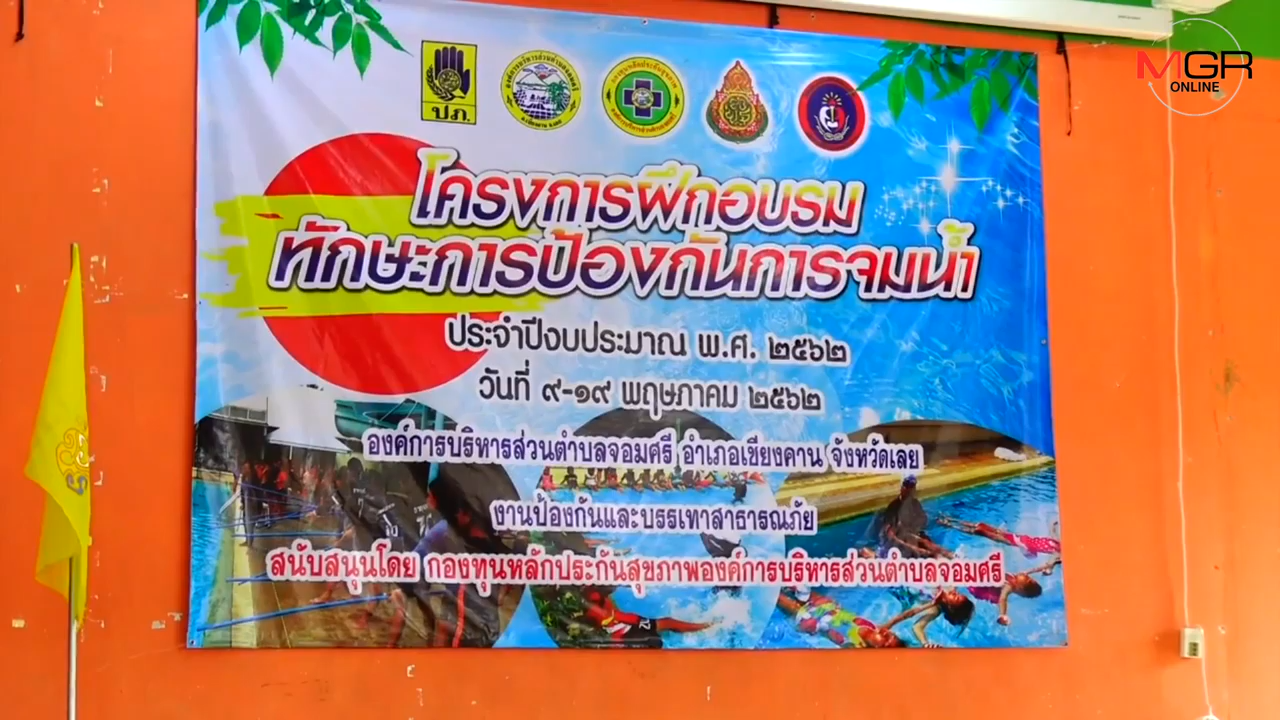 MGR
ONLINE
ปภ.
โครงการฝึกอบรม
ทักษะการป้องกันการจมน้ำ
ประจำปีงบประมาณ พ.ศ. ๒๕๖๒
วันที่ ๙-๑๙ พฤษภาคม ๒๕๖๒
องค์การบริหารส่วนตำบลจอมศรี อำเภอเชียงคาน จังหวัดเลย
งานป้องกันและบรรเทาสาธารณภัย
สนับสนุนโดย กองทุนหลักประกันสุขภาพองค์การบริหารส่วนตำบลจอมศรี